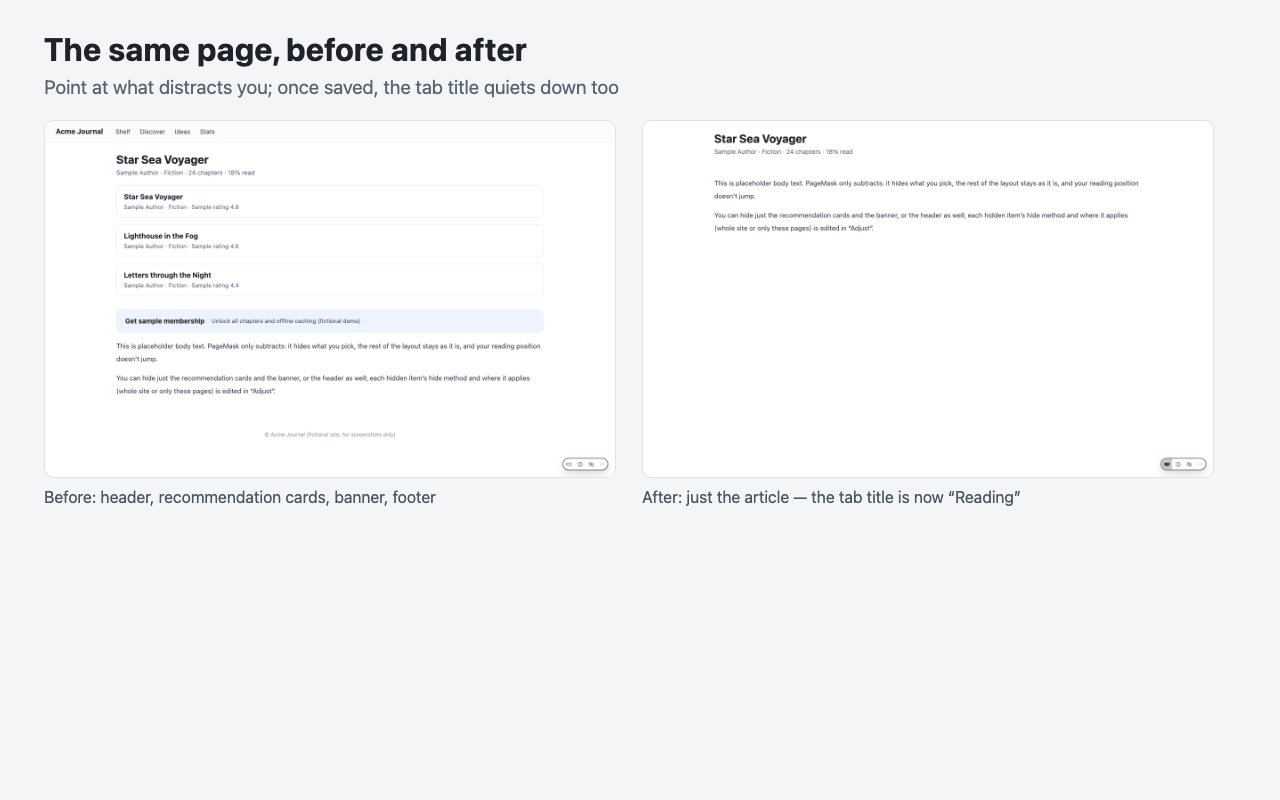 The same page, before and after
Point at what distracts you; once saved, the tab title quiets down too
Acme Journal Shelf Discover Ideas Stats
Star Sea Voyager
Sample Author · Fiction · 24 chapters · 18% read
Star Sea Voyager
Sample Author · Fiction · Sample rating 4.8
Lighthouse in the Fog
Sample Author · Fiction · Sample rating 4.6
Letters through the Night
Sample Author · Fiction · Sample rating 4.4
Get sample membership Unlock all chapters and offline caching (fictional demo)
This is placeholder body text. PageMask only subtracts: it hides what you pick, the rest of the layout stays as it is, and your reading position
doesn't jump.
You can hide just the recommendation cards and the banner, or the header as well; each hidden item's hide method and where it applies
(whole site or only these pages) is edited in "Adjust".
© Acme Journal (fictional site, for screenshots only)
Before: header, recommendation cards, banner, footer
Star Sea Voyager
Sample Author · Fiction · 24 chapters · 18% read
This is placeholder body text. PageMask only subtracts: it hides what you pick, the rest of the layout stays as it is, and your reading position
doesn't jump.
You can hide just the recommendation cards and the banner, or the header as well; each hidden item's hide method and where it applies
(whole site or only these pages) is edited in "Adjust".
After: just the article — the tab title is now “Reading”